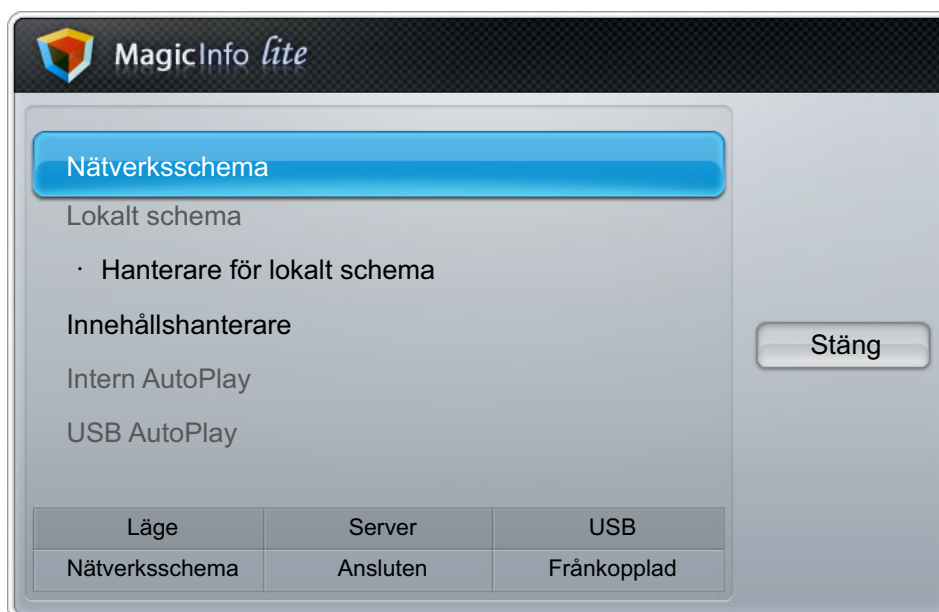 MagicInfo lite
Nätverksschema
Lokalt schema
· Hanterare för lokalt schema
Innehållshanterare
Intern AutoPlay
USB AutoPlay
Stäng
Läge Server USB
Nätverksschema Ansluten Frånkopplad